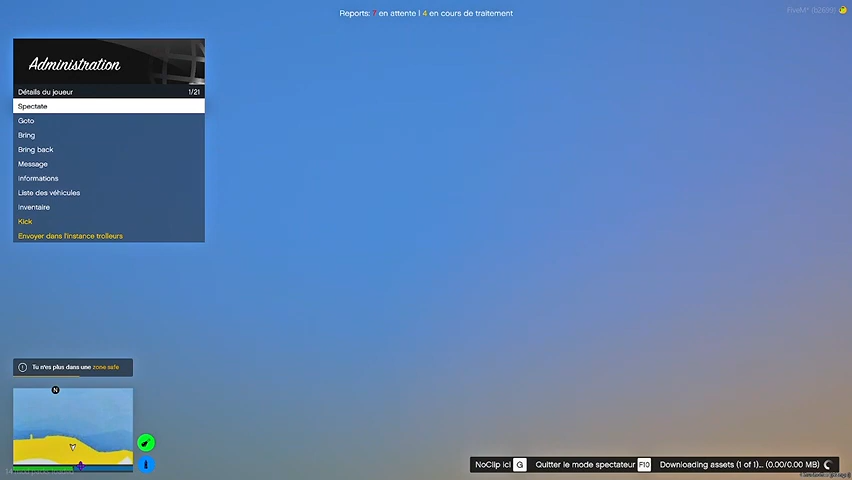 Reports: 7 en attente | 4 en cours de traitement
FiveM® (b2699)
Administration
Détails du joueur 1/21
Spectate
Goto
Bring
Bring back
Message
Informations
Liste des véhicules
Inventaire
Kick
Envoyer dans l'instance trolleurs
Tu n'es plus dans une zone safe
N
NoClip ici G Quitter le mode spectateur F10 Downloading assets (1 of 1)... (0.00/0.00 MB)